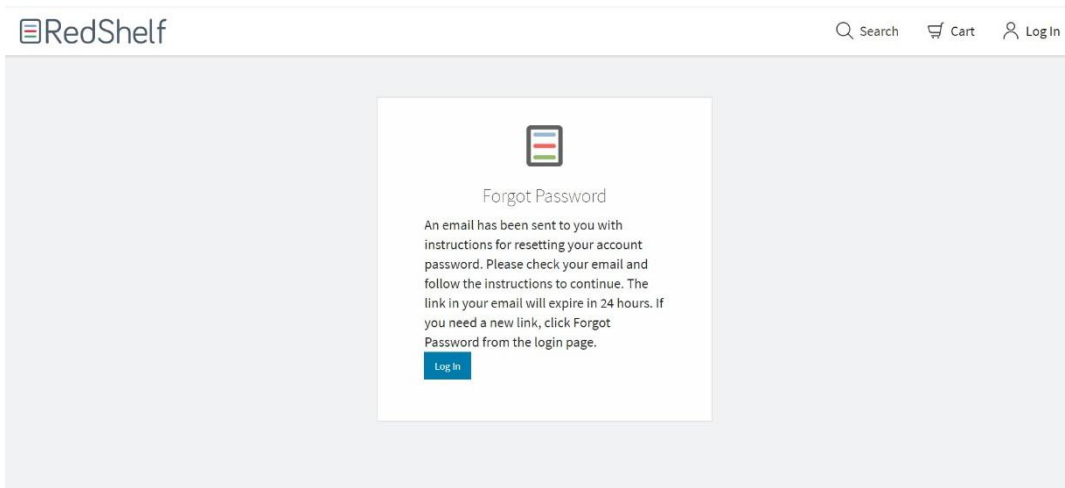 RedShelf
Search
Cart
Log In
Forgot Password
An email has been sent to you with
instructions for resetting your account
password. Please check your email and
follow the instructions to continue. The
link in your email will expire in 24 hours. If
you need a new link, click Forgot
Password from the login page.
Log In